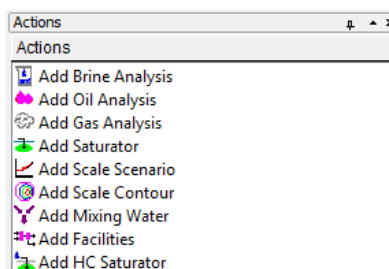 Actions
Actions
Add Brine Analysis
Add Oil Analysis
Add Gas Analysis
Add Saturator
Add Scale Scenario
Add Scale Contour
Add Mixing Water
Add Facilities
Add HC Saturator